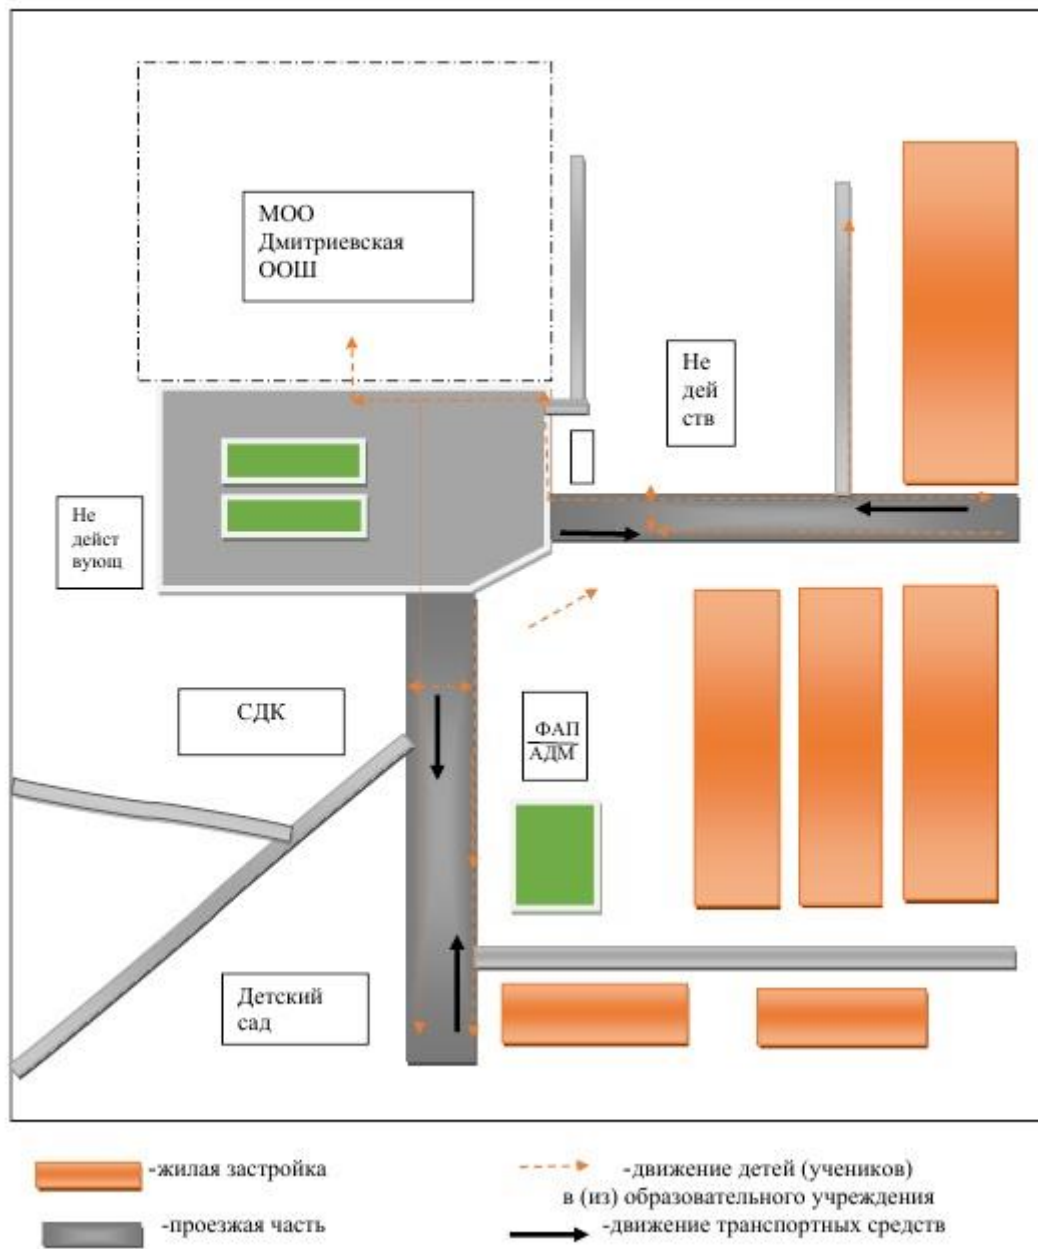 МОО
Дмитриевская
ООШ
Не
дей
ств
Не
дейст
вующ
СДК
ФАП
АДМ
Детский
сад
-жилая застройка
-движение детей (учеников)
в (из) образовательного учреждения
-проезжая часть
-движение транспортных средств